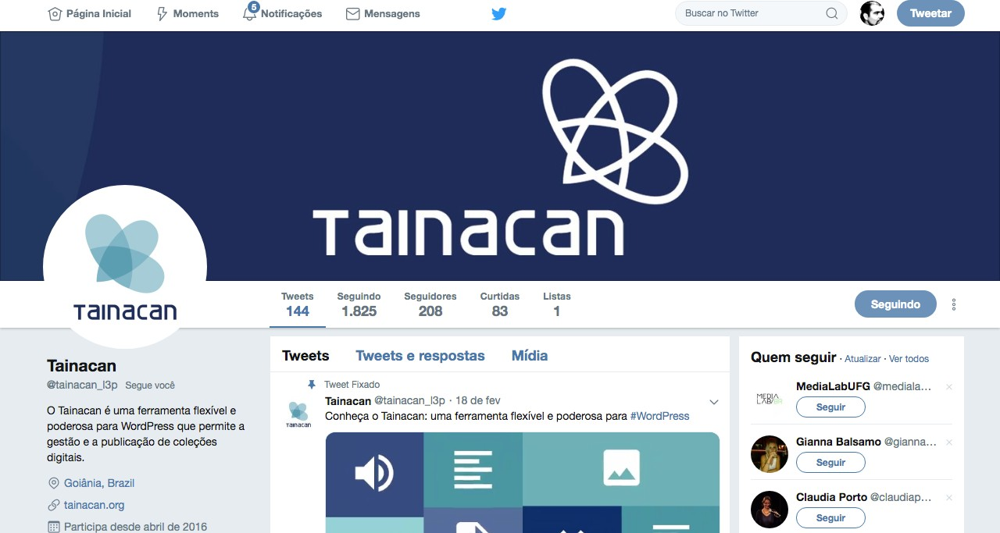 Página Inicial
Moments
5
Notificações
Mensagens
Buscar no Twitter
Tweetar
Tainacan
Tainacan
Tweets
144
Seguindo
1.825
Seguidores
208
Curtidas
83
Listas
1
Seguindo
Tainacan
@tainacan_l3p Segue você
O Tainacan é uma ferramenta flexível e
poderosa para WordPress que permite a
gestão e a publicação de coleções
digitais.
Goiânia, Brazil
tainacan.org
Participa desde abril de 2016
Tweets
Tweets e respostas
Mídia
Tweet Fixado
Tainacan @tainacan_l3p · 18 de fev
Conheça o Tainacan: uma ferramenta flexível e poderosa para #WordPress
Tainacan
Quem seguir · Atualizar · Ver todos
MEDIA
LAB
MediaLabUFG @mediala...
Seguir
Gianna Balsamo @gianna...
Seguir
Claudia Porto @claudiap...
Seguir